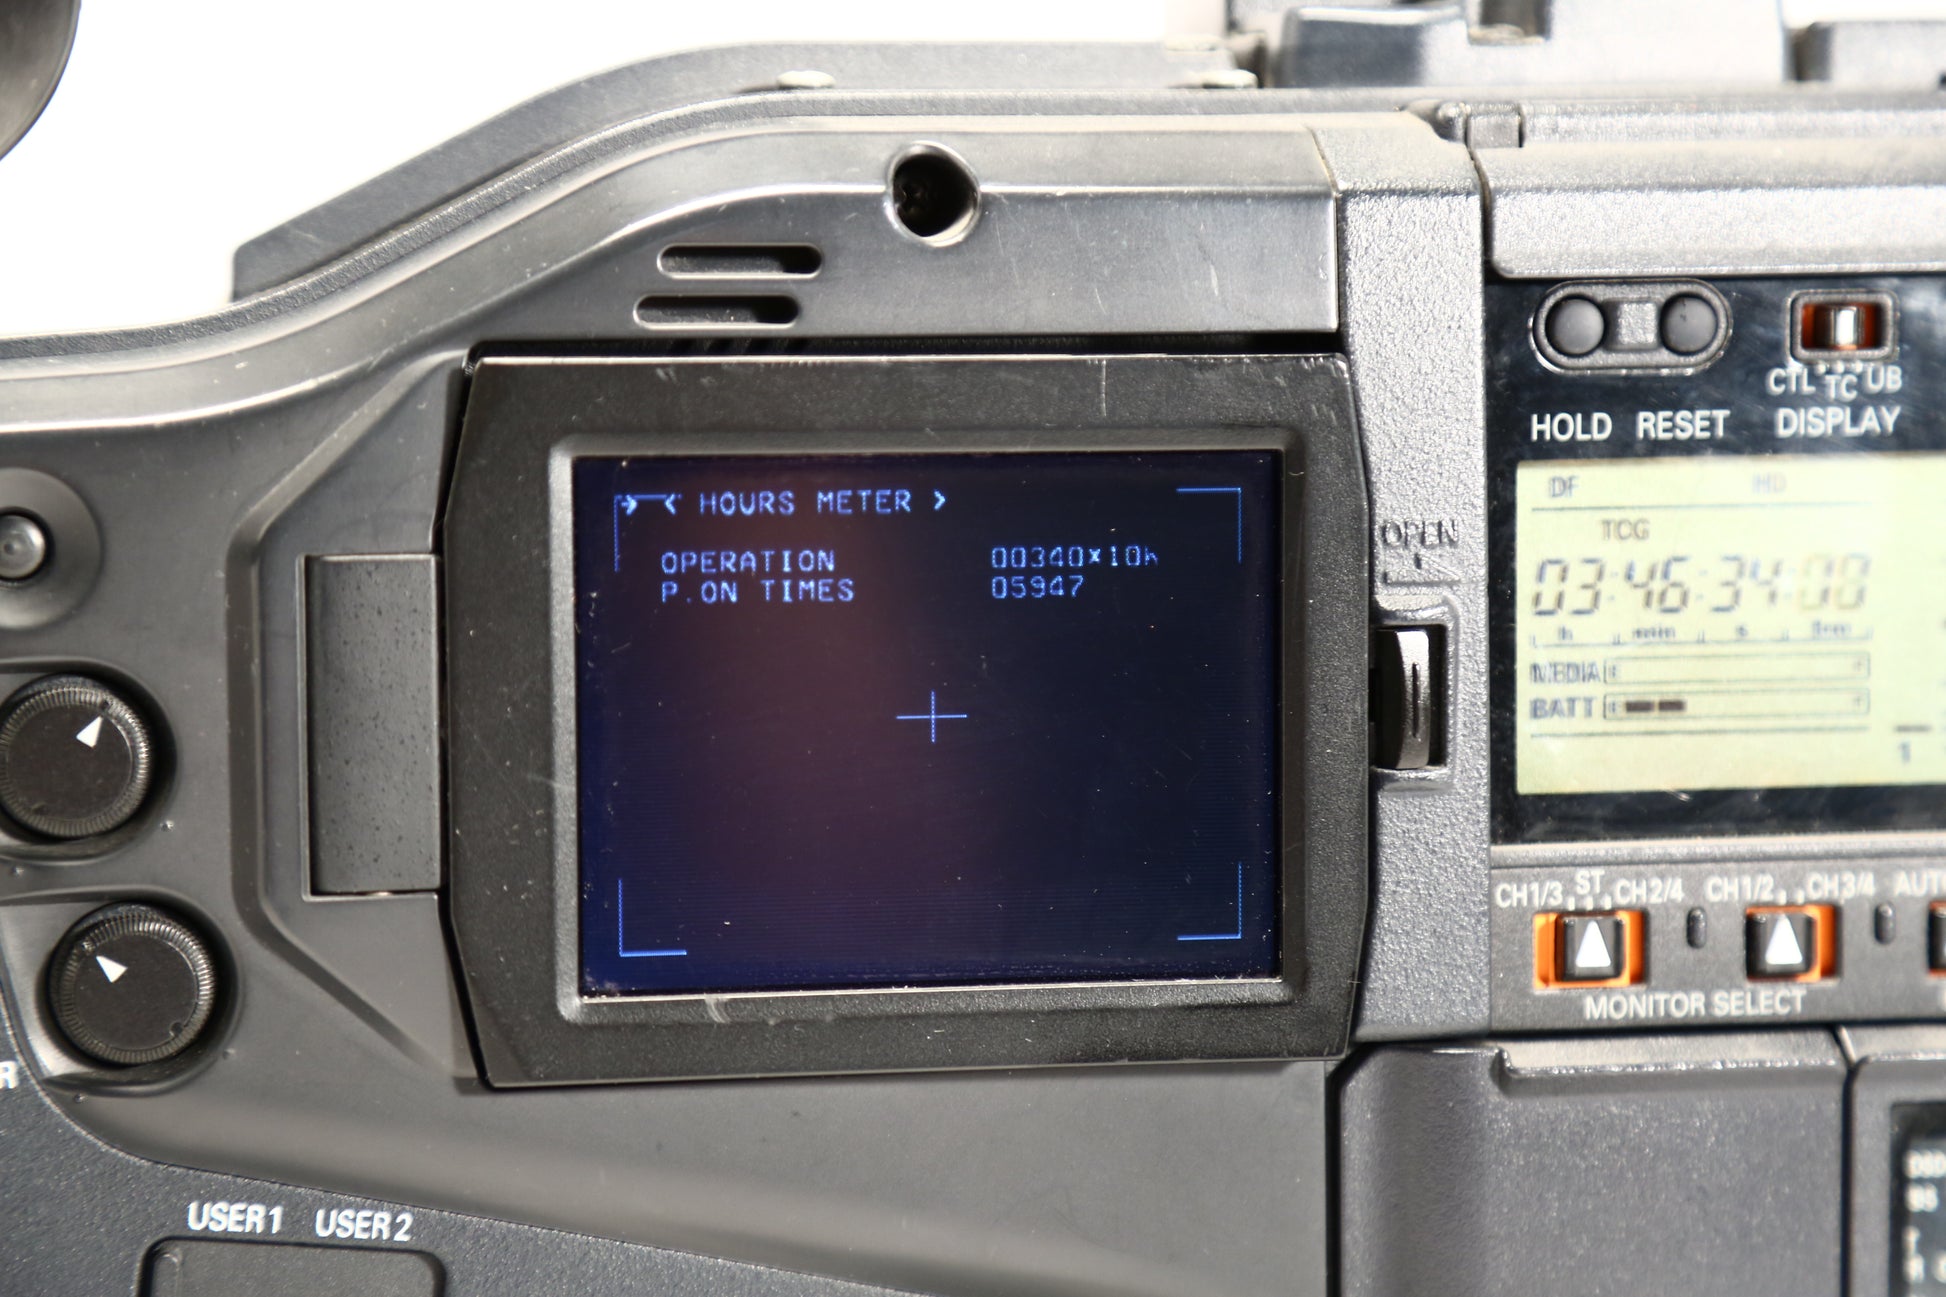 → < HOURS METER >
OPERATION 00340×10h
P.ON TIMES 05947
OPEN
HOLD RESET
CTL TC UB
DISPLAY
DF HD
TCG
03:46:34:00
h min s frm
MEDIA E
BATT E
1
CH1/3 ST CH2/4 CH1/2 CH3/4
MONITOR SELECT
USER1 USER2
R